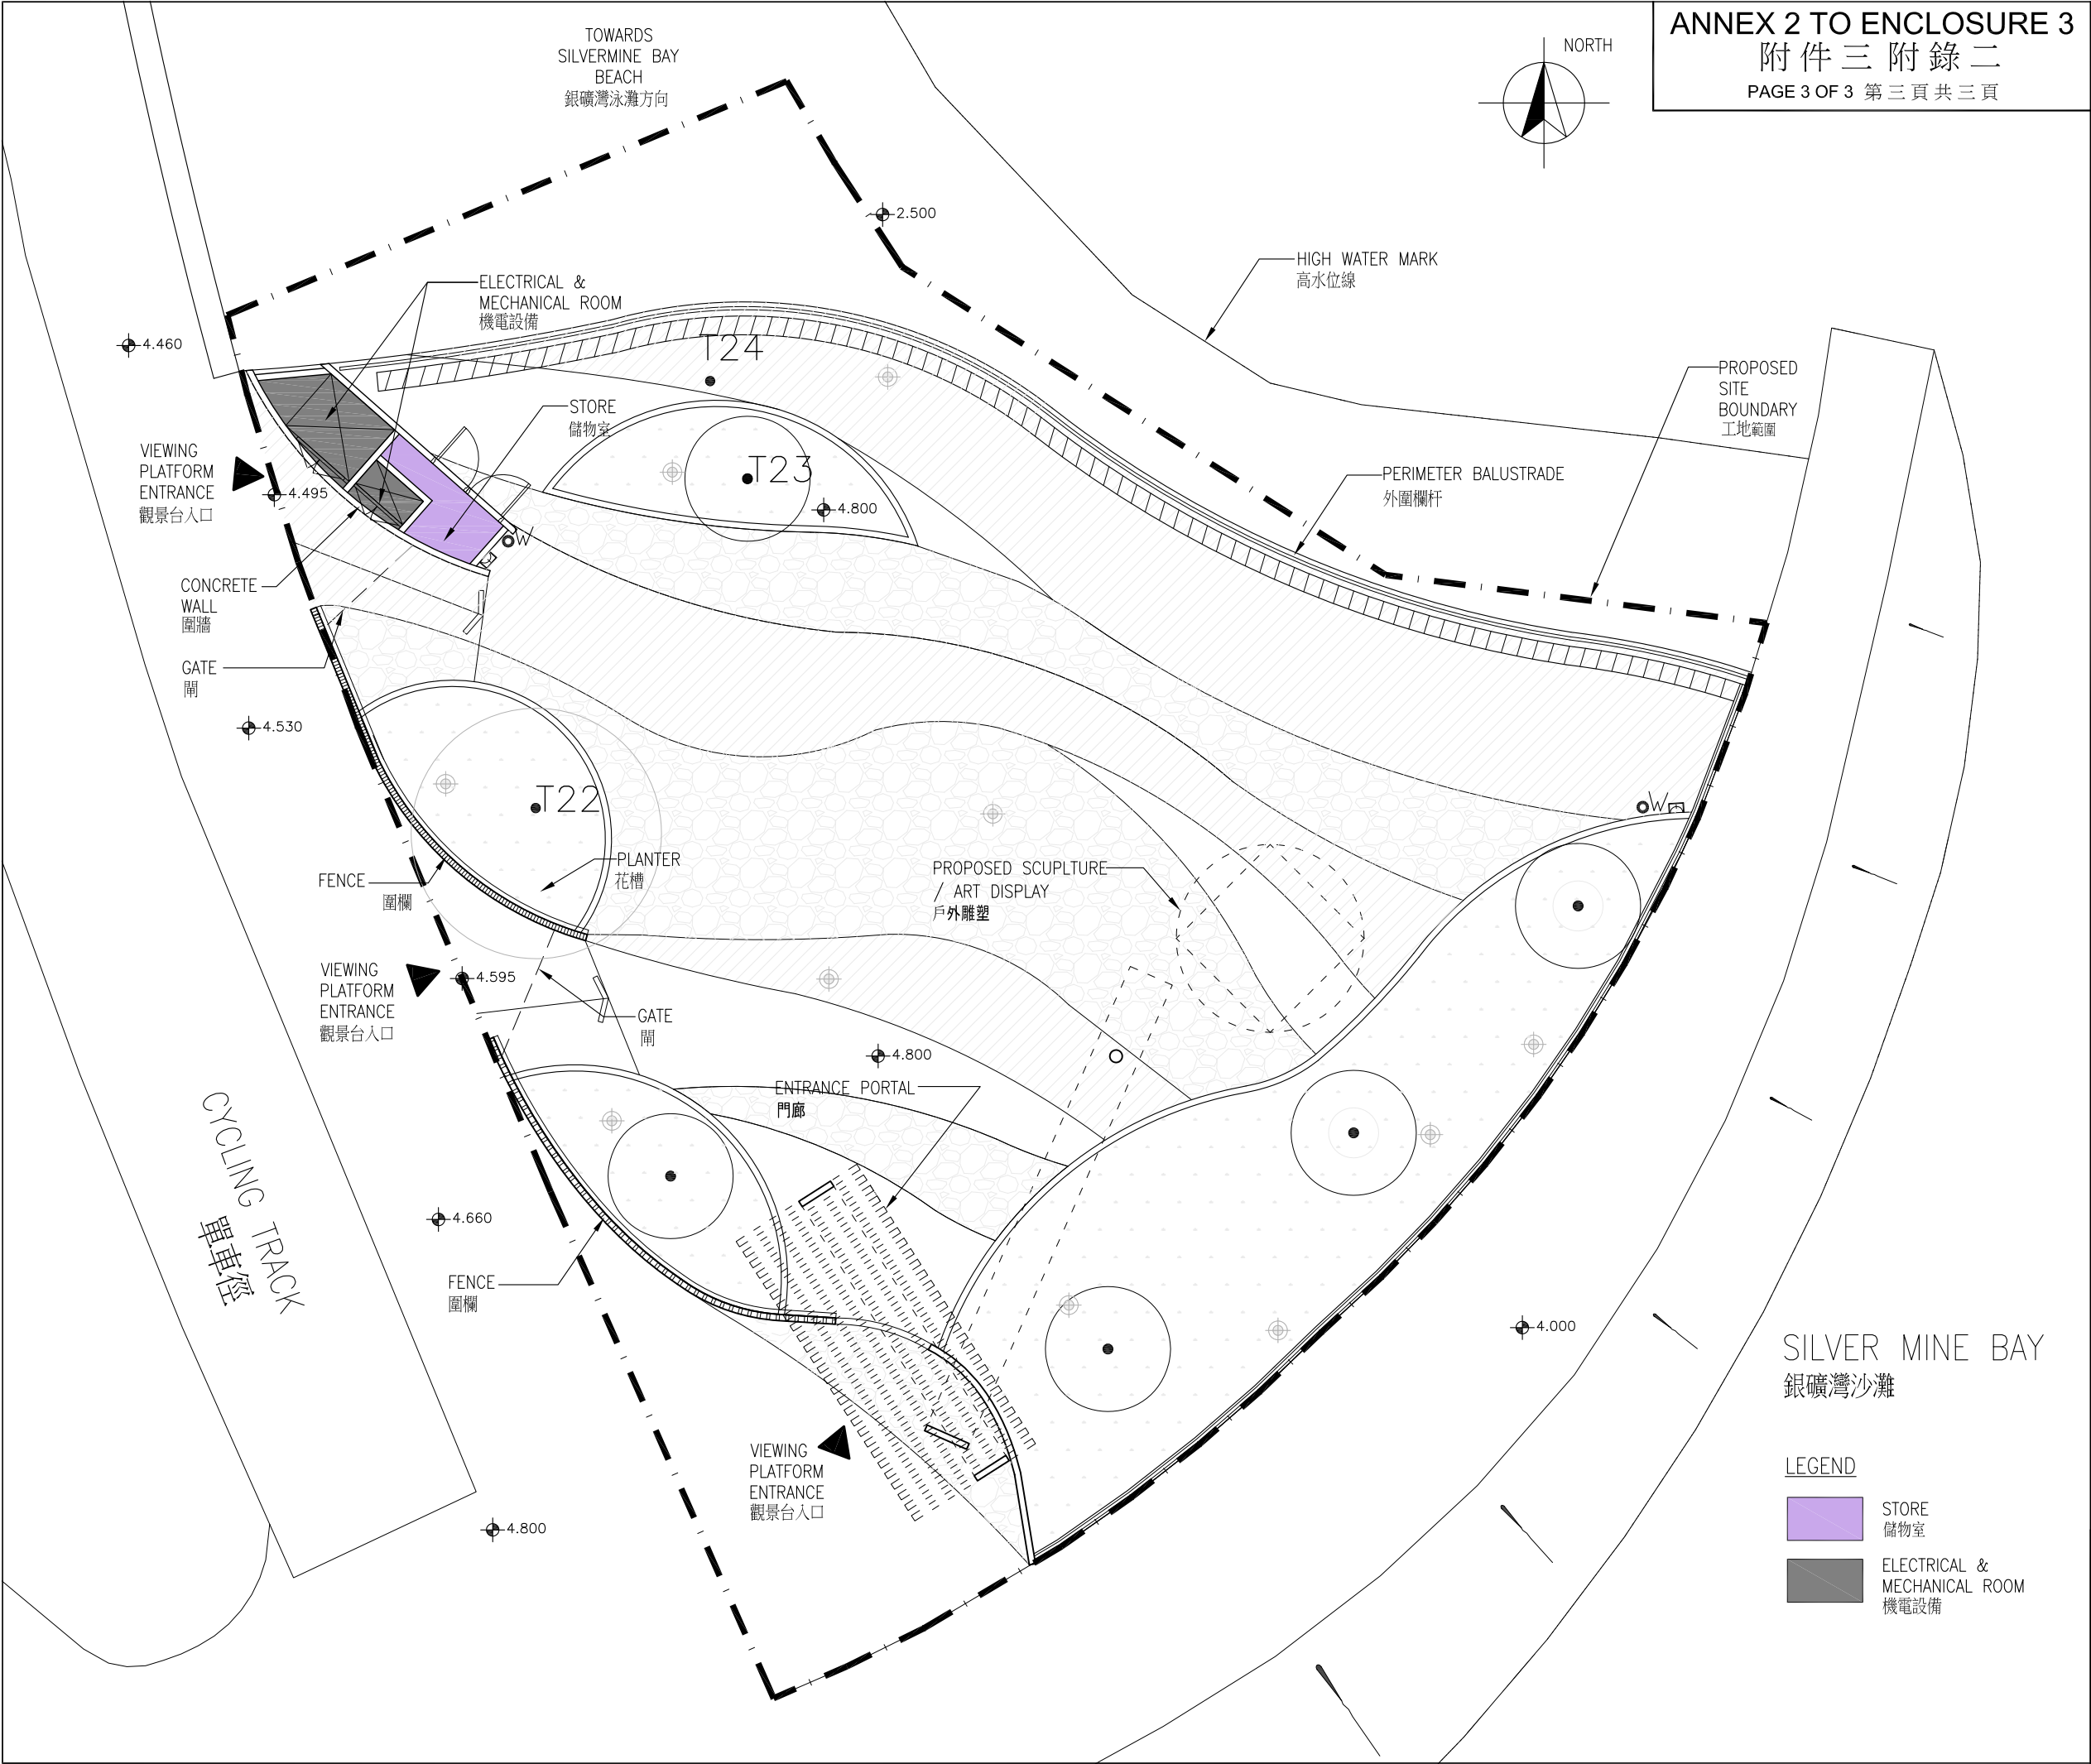 ANNEX 2 TO ENCLOSURE 3
附件三附錄二
PAGE 3 OF 3 第三頁共三頁
NORTH
TOWARDS
SILVERMINE BAY
BEACH
銀礦灣泳灘方向
2.500
HIGH WATER MARK
高水位線
ELECTRICAL &
MECHANICAL ROOM
機電設備
4.460
T24
PROPOSED
SITE
BOUNDARY
工地範圍
STORE
儲物室
T23
VIEWING
PLATFORM
ENTRANCE
觀景台入口
4.495
4.800
PERIMETER BALUSTRADE
外圍欄杆
W
CONCRETE
WALL
圍牆
GATE
閘
4.530
T22
W
PLANTER
花槽
FENCE
圍欄
PROPOSED SCUPLTURE
/ ART DISPLAY
戶外雕塑
VIEWING
PLATFORM
ENTRANCE
觀景台入口
4.595
GATE
閘
4.800
ENTRANCE PORTAL
門廊
CYCLING TRACK
單車徑
4.660
FENCE
圍欄
4.000
SILVER MINE BAY
銀礦灣沙灘
VIEWING
PLATFORM
ENTRANCE
觀景台入口
4.800
LEGEND
STORE
儲物室
ELECTRICAL &
MECHANICAL ROOM
機電設備